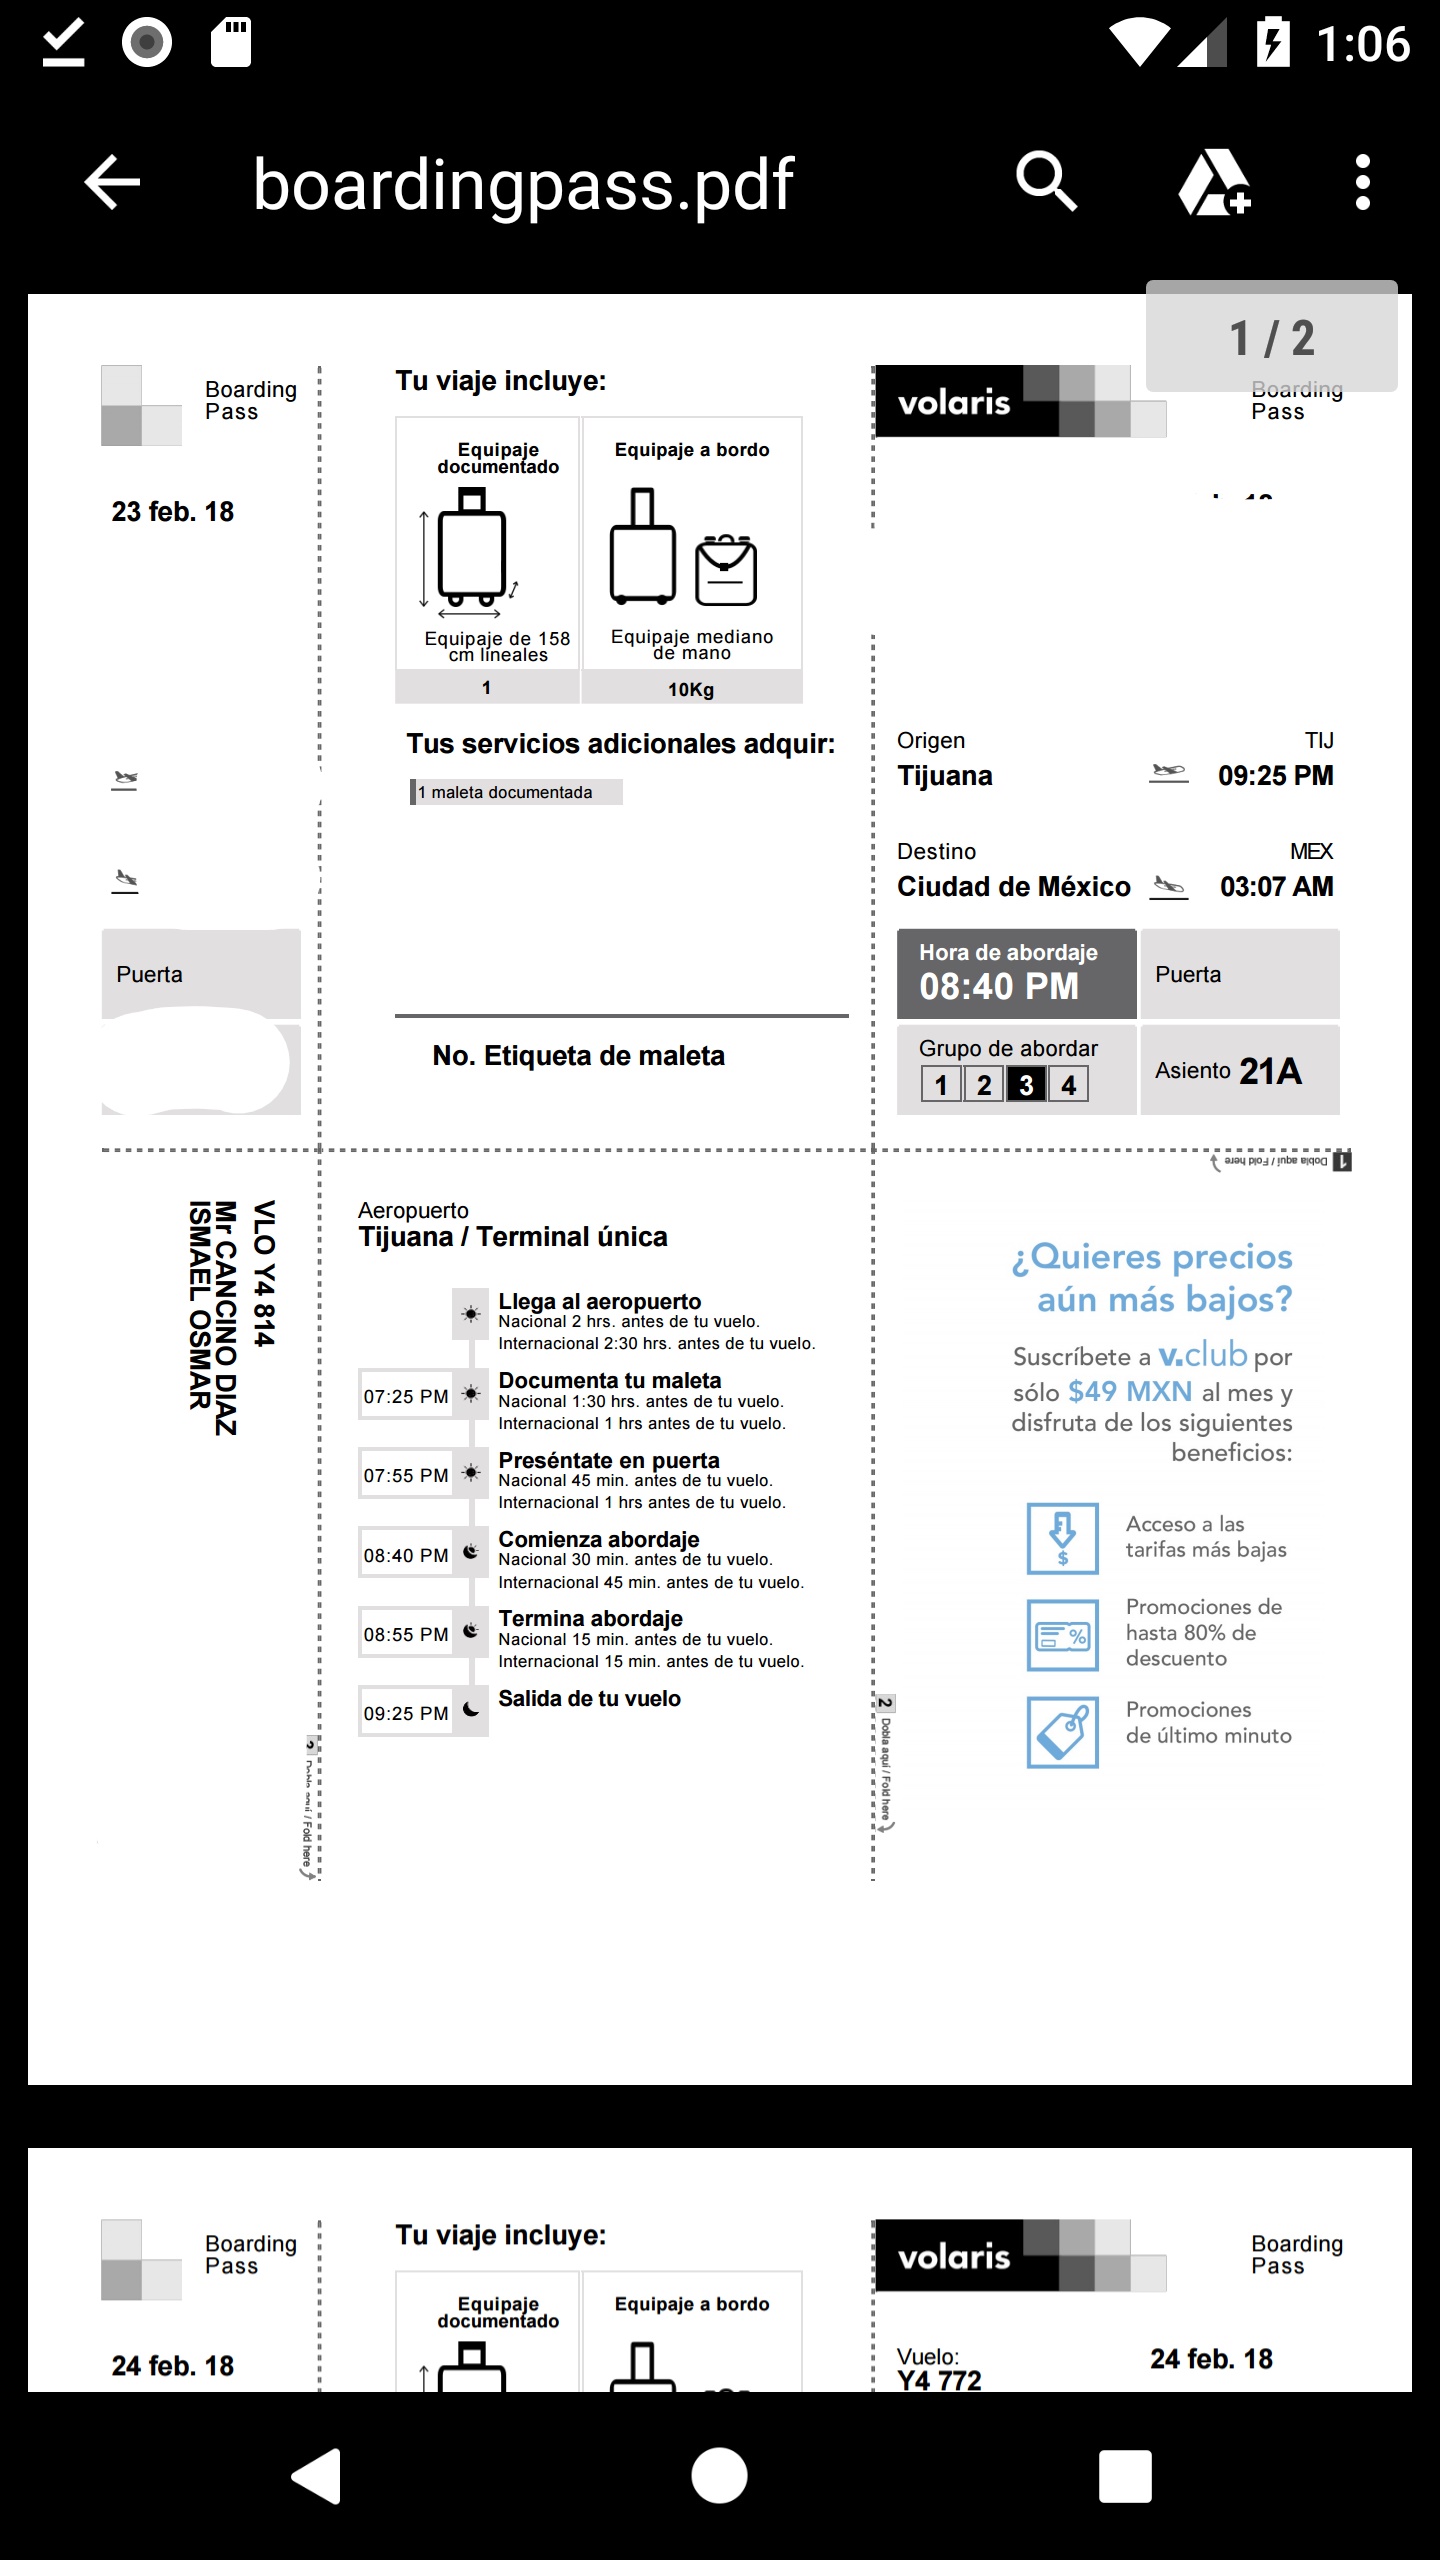 1:06
boardingpass.pdf
1 / 2
Boarding
Pass
23 feb. 18
Puerta
Tu viaje incluye:
Equipaje
documentado
Equipaje a bordo
Equipaje de 158
cm lineales
Equipaje mediano
de mano
1
10Kg
Tus servicios adicionales adquir:
1 maleta documentada
No. Etiqueta de maleta
volaris
Boarding
Pass
Origen TIJ
Tijuana 09:25 PM
Destino MEX
Ciudad de México 03:07 AM
Hora de abordaje
08:40 PM
Puerta
Grupo de abordar
1 2 3 4
Asiento 21A
1 Dobla aquí / Fold here
VLO Y4 814
Mr CANCINO DIAZ
ISMAEL OSMAR
Aeropuerto
Tijuana / Terminal única
Llega al aeropuerto
Nacional 2 hrs. antes de tu vuelo.
Internacional 2:30 hrs. antes de tu vuelo.
07:25 PM
Documenta tu maleta
Nacional 1:30 hrs. antes de tu vuelo.
Internacional 1 hrs antes de tu vuelo.
07:55 PM
Preséntate en puerta
Nacional 45 min. antes de tu vuelo.
Internacional 1 hrs antes de tu vuelo.
08:40 PM
Comienza abordaje
Nacional 30 min. antes de tu vuelo.
Internacional 45 min. antes de tu vuelo.
08:55 PM
Termina abordaje
Nacional 15 min. antes de tu vuelo.
Internacional 15 min. antes de tu vuelo.
09:25 PM
Salida de tu vuelo
/ Fold here
2 Dobla aquí / Fold here
¿Quieres precios
aún más bajos?
Suscríbete a v.club por
sólo $49 MXN al mes y
disfruta de los siguientes
beneficios:
Acceso a las
tarifas más bajas
Promociones de
hasta 80% de
descuento
Promociones
de último minuto
Boarding
Pass
24 feb. 18
Tu viaje incluye:
Equipaje
documentado
Equipaje a bordo
volaris
Boarding
Pass
Vuelo:
Y4 772
24 feb. 18